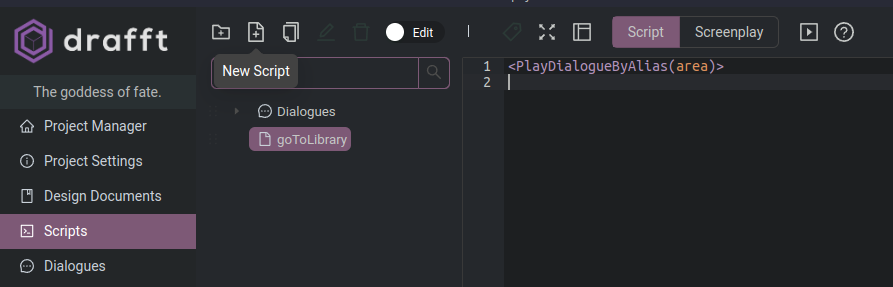 drafft
Edit
Script
Screenplay
New Script
1 <PlayDialogueByAlias(area)>
2
The goddess of fate.
Project Manager
Project Settings
Design Documents
Scripts
Dialogues
Dialogues
goToLibrary